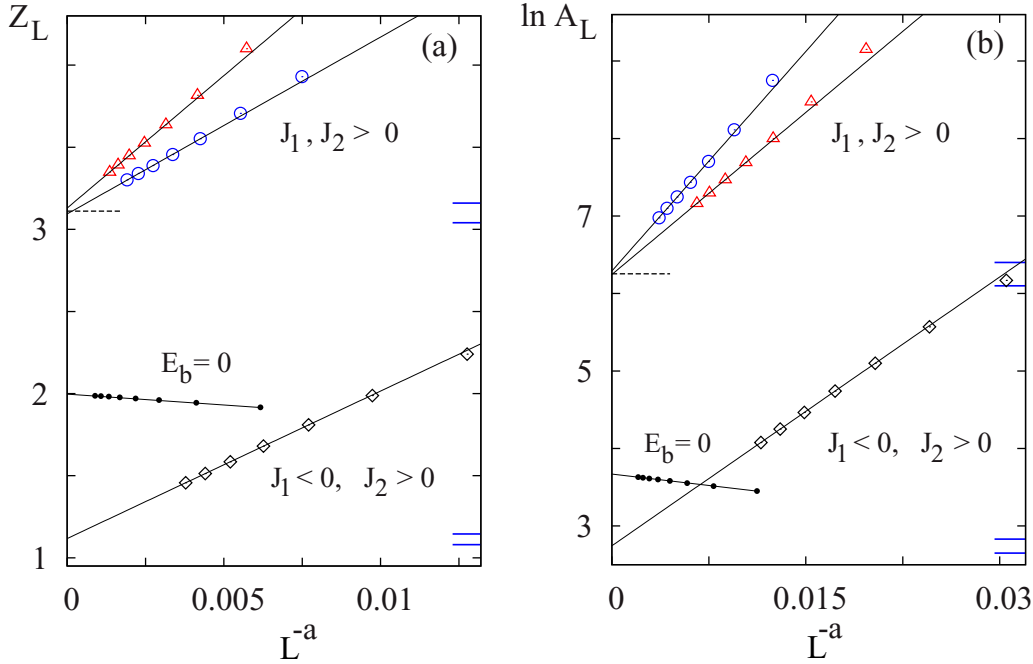 Z_L
(a)
J_1 , J_2 > 0
3
E_b = 0
2
J_1 < 0, J_2 > 0
1
0 0.005 0.01
L^{-a}
ln A_L
(b)
J_1 , J_2 > 0
7
5
E_b = 0
J_1 < 0, J_2 > 0
3
0 0.015 0.03
L^{-a}